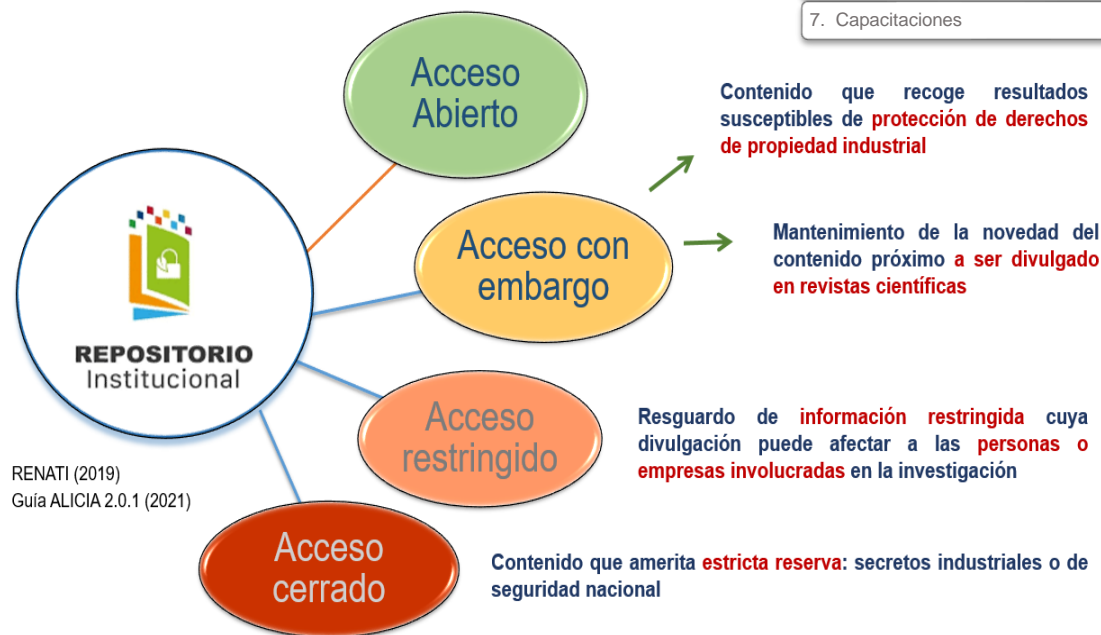 7. Capacitaciones
Acceso
Abierto
Contenido que recoge resultados
susceptibles de protección de derechos
de propiedad industrial
Acceso con
embargo
Mantenimiento de la novedad del
contenido próximo a ser divulgado
en revistas científicas
REPOSITORIO
Institucional
Acceso
restringido
Resguardo de información restringida cuya
divulgación puede afectar a las personas o
empresas involucradas en la investigación
RENATI (2019)
Guía ALICIA 2.0.1 (2021)
Acceso
cerrado
Contenido que amerita estricta reserva: secretos industriales o de
seguridad nacional